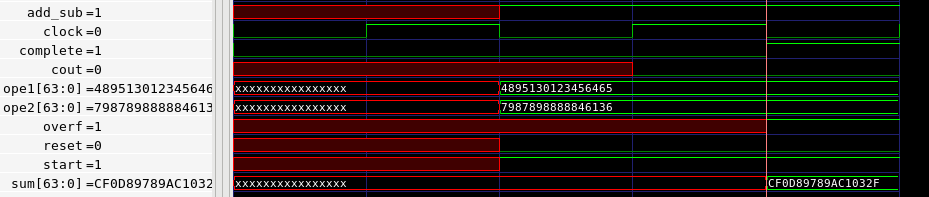 add_sub=1
clock=0
complete=1
cout=0
ope1[63:0]=489513012345646 xxxxxxxxxxxxxxxx 4895130123456465
ope2[63:0]=798789888884613 xxxxxxxxxxxxxxxx 7987898888846136
overf=1
reset=0
start=1
sum[63:0]=CF0D89789AC1032 xxxxxxxxxxxxxxxx CF0D89789AC1032F